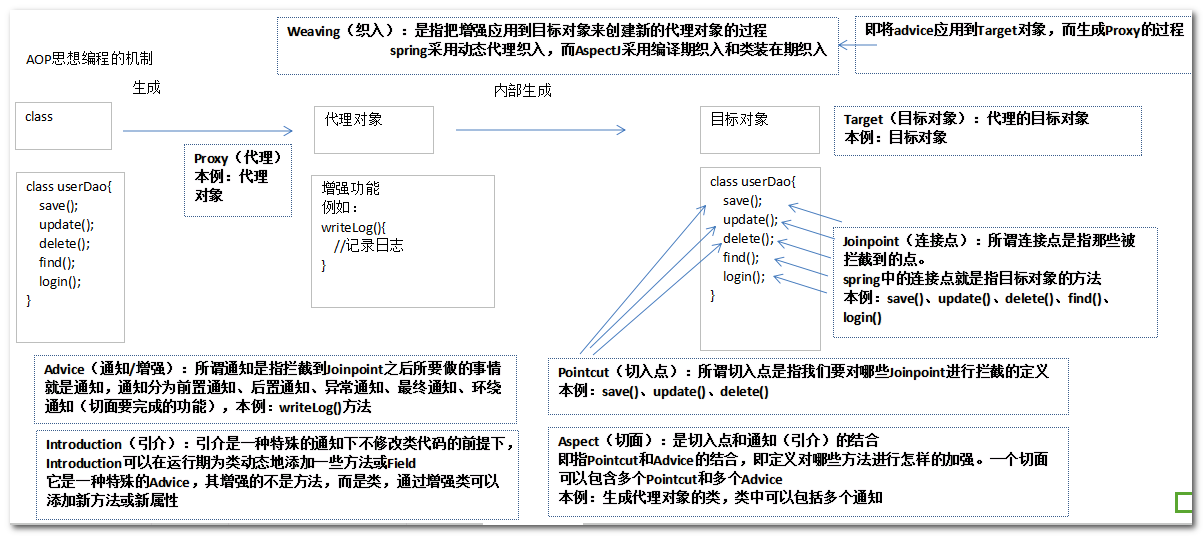 Weaving（织入）：是指把增强应用到目标对象来创建新的代理对象的过程
spring采用动态代理织入，而AspectJ采用编译期织入和类装在期织入
即将advice应用到Target对象，而生成Proxy的过程
AOP思想编程的机制
生成
内部生成
class
代理对象
目标对象
Target（目标对象）：代理的目标对象
本例：目标对象
Proxy（代理）
本例：代理
对象
class userDao{
save();
update();
delete();
find();
login();
}
增强功能
例如：
writeLog(){
//记录日志
}
class userDao{
save();
update();
delete();
find();
login();
}
Joinpoint（连接点）：所谓连接点是指那些被
拦截到的点。
spring中的连接点就是指目标对象的方法
本例：save()、update()、delete()、find()、
login()
Advice（通知/增强）：所谓通知是指拦截到Joinpoint之后所要做的事情
就是通知，通知分为前置通知、后置通知、异常通知、最终通知、环绕
通知（切面要完成的功能），本例：writeLog()方法
Pointcut（切入点）：所谓切入点是指我们要对哪些Joinpoint进行拦截的定义
本例：save()、update()、delete()
Introduction（引介）：引介是一种特殊的通知下不修改类代码的前提下，
Introduction可以在运行期为类动态地添加一些方法或Field
它是一种特殊的Advice，其增强的不是方法，而是类，通过增强类可以
添加新方法或新属性
Aspect（切面）：是切入点和通知（引介）的结合
即指Pointcut和Advice的结合，即定义对哪些方法进行怎样的加强。一个切面
可以包含多个Pointcut和多个Advice
本例：生成代理对象的类，类中可以包括多个通知